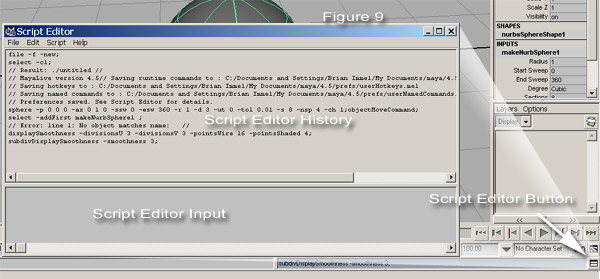 Figure 9
Script Editor
File Edit Script Help
file -f -new;
select -cl;
// Result: ./untitled //
// Mayalive version 4.5// Saving runtime commands to : C:/Documents and Settings/Brian Immel/My Documents/maya/4.5
// Saving hotkeys to : C:/Documents and Settings/Brian Immel/My Documents/maya/4.5/prefs/userHotkeys.mel
// Saving named commands to : C:/Documents and Settings/Brian Immel/My Documents/maya/4.5/prefs/userNamedCommands.
// Preferences saved. See Script Editor for details.
sphere -p 0 0 0 -ax 0 1 0 -ssw 0 -esw 360 -r 1 -d 3 -ut 0 -tol 0.01 -s 8 -nsp 4 -ch 1;objectMoveCommand;
select -addFirst makeNurbSphere1 ;
// Error: line 1: No object matches name: //
displaySmoothness -divisionsU 3 -divisionsV 3 -pointsWire 16 -pointsShaded 4;
subdivDisplaySmoothness -smoothness 3;
Script Editor History
Script Editor Input
Scale Z 1
Visibility on
SHAPES
nurbsSphereShape1
INPUTS
makeNurbSphere1
Radius 1
Start Sweep 0
End Sweep 360
Degree Cubic
Sections 8
Layers Options
Display
Script Editor Button
100.00
No Character Set
subdivDisplaySmoothness -smoothness 3;